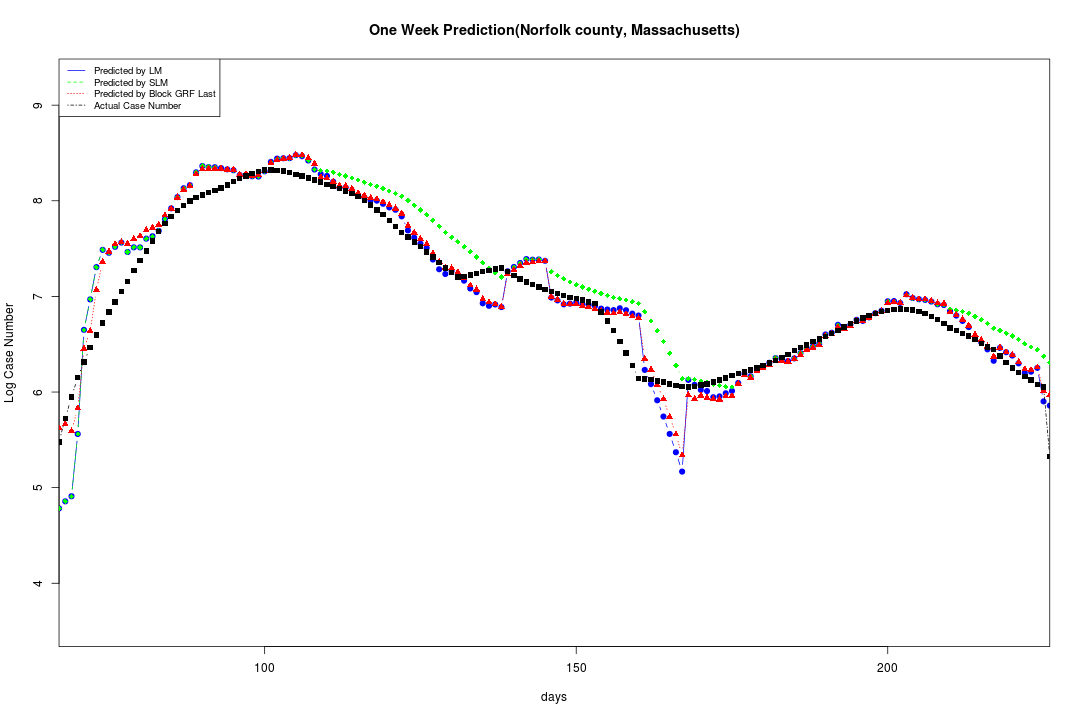 One Week Prediction(Norfolk county, Massachusetts)
Predicted by LM
Predicted by SLM
Predicted by Block GRF Last
Actual Case Number
9
8
7
6
5
4
Log Case Number
100 150 200
days